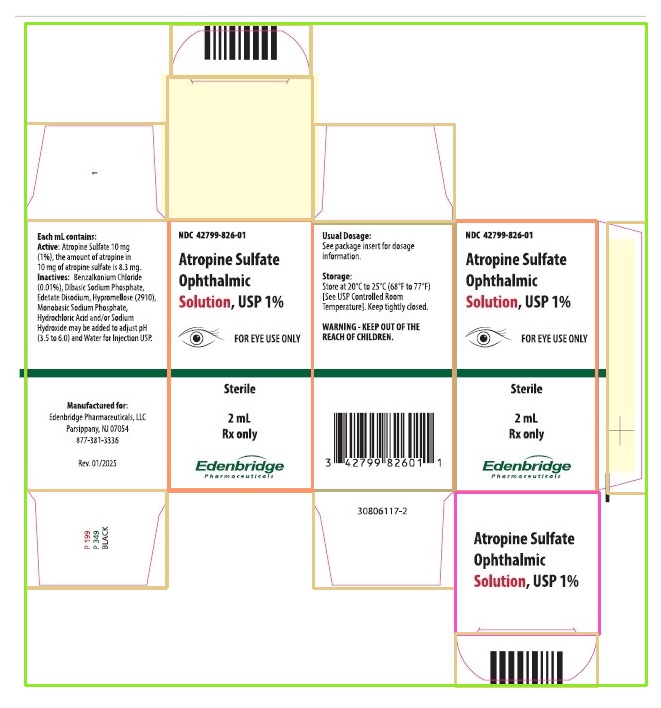 1
Each mL contains:
Active: Atropine Sulfate 10 mg
(1%), the amount of atropine in
10 mg of atropine sulfate is 8.3 mg.
Inactives: Benzalkonium Chloride
(0.01%), Dibasic Sodium Phosphate,
Edetate Disodium, Hypromellose (2910),
Monobasic Sodium Phosphate,
Hydrochloric Acid and/or Sodium
Hydroxide may be added to adjust pH
(3.5 to 6.0) and Water for Injection USP.
Manufactured for:
Edenbridge Pharmaceuticals, LLC
Parsippany, NJ 07054
877-381-3336
Rev. 01/2025
P 199
P 349
BLACK
NDC 42799-826-01
Atropine Sulfate
Ophthalmic
Solution, USP 1%
FOR EYE USE ONLY
Sterile
2 mL
Rx only
Edenbridge
Pharmaceuticals
Usual Dosage:
See package insert for dosage
information.
Storage:
Store at 20°C to 25°C (68°F to 77°F)
[See USP Controlled Room
Temperature]. Keep tightly closed.
WARNING - KEEP OUT OF THE
REACH OF CHILDREN.
3 42799 82601 1
30806117-2
NDC 42799-826-01
Atropine Sulfate
Ophthalmic
Solution, USP 1%
FOR EYE USE ONLY
Sterile
2 mL
Rx only
Edenbridge
Pharmaceuticals
Atropine Sulfate
Ophthalmic
Solution, USP 1%